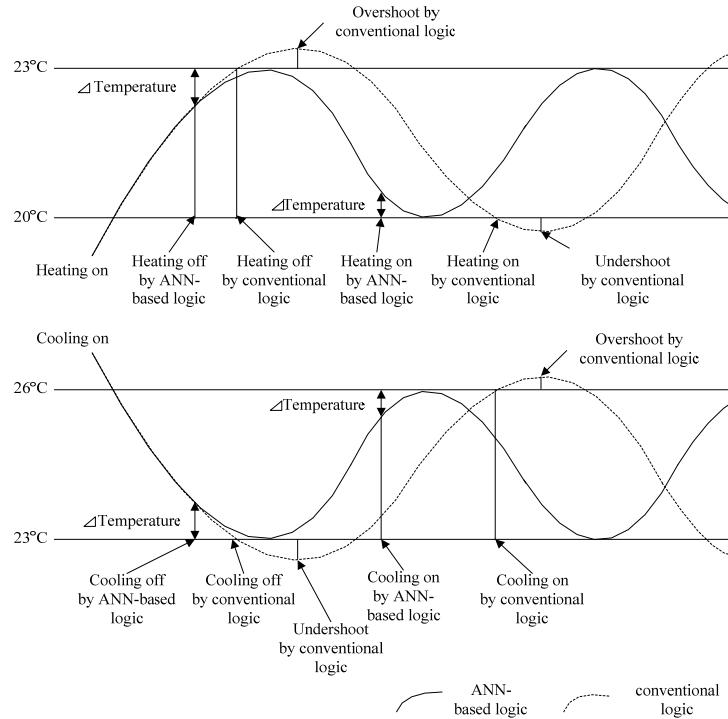 Overshoot by
conventional logic
23°C
⊿ Temperature
⊿Temperature
20°C
Heating on
Heating off
by ANN-
based logic
Heating off
by conventional
logic
Heating on
by ANN-
based logic
Heating on
by conventional
logic
Undershoot
by conventional
logic
Cooling on
Overshoot by
conventional logic
26°C
⊿Temperature
⊿Temperature
23°C
Cooling off
by ANN-based
logic
Cooling off
by conventional
logic
Undershoot
by conventional
logic
Cooling on
by ANN-
based logic
Cooling on
by conventional
logic
ANN-
based logic
conventional
logic